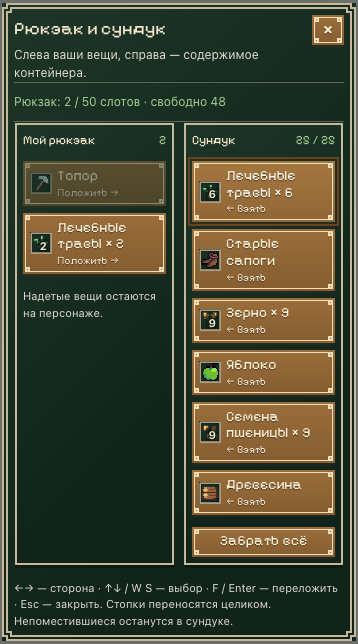 Рюкзак и сундук
×
Слева ваши вещи, справа — содержимое
контейнера.
Рюкзак: 2 / 50 слотов · свободно 48
Мой рюкзак 2
Топор
Положить →
2
Лечебные
травы × 2
Положить →
Надетые вещи остаются
на персонаже.
Сундук 25 / 25
6
Лечебные
травы × 6
← Взять
Старые
сапоги
← Взять
9
Зерно × 9
← Взять
Яблоко
← Взять
9
Семена
пшеницы × 9
← Взять
Древесина
← Взять
Забрать всё
←→ — сторона · ↑↓ / W S — выбор · F / Enter — переложить
· Esc — закрыть. Стопки переносятся целиком.
Непоместившиеся останутся в сундуке.